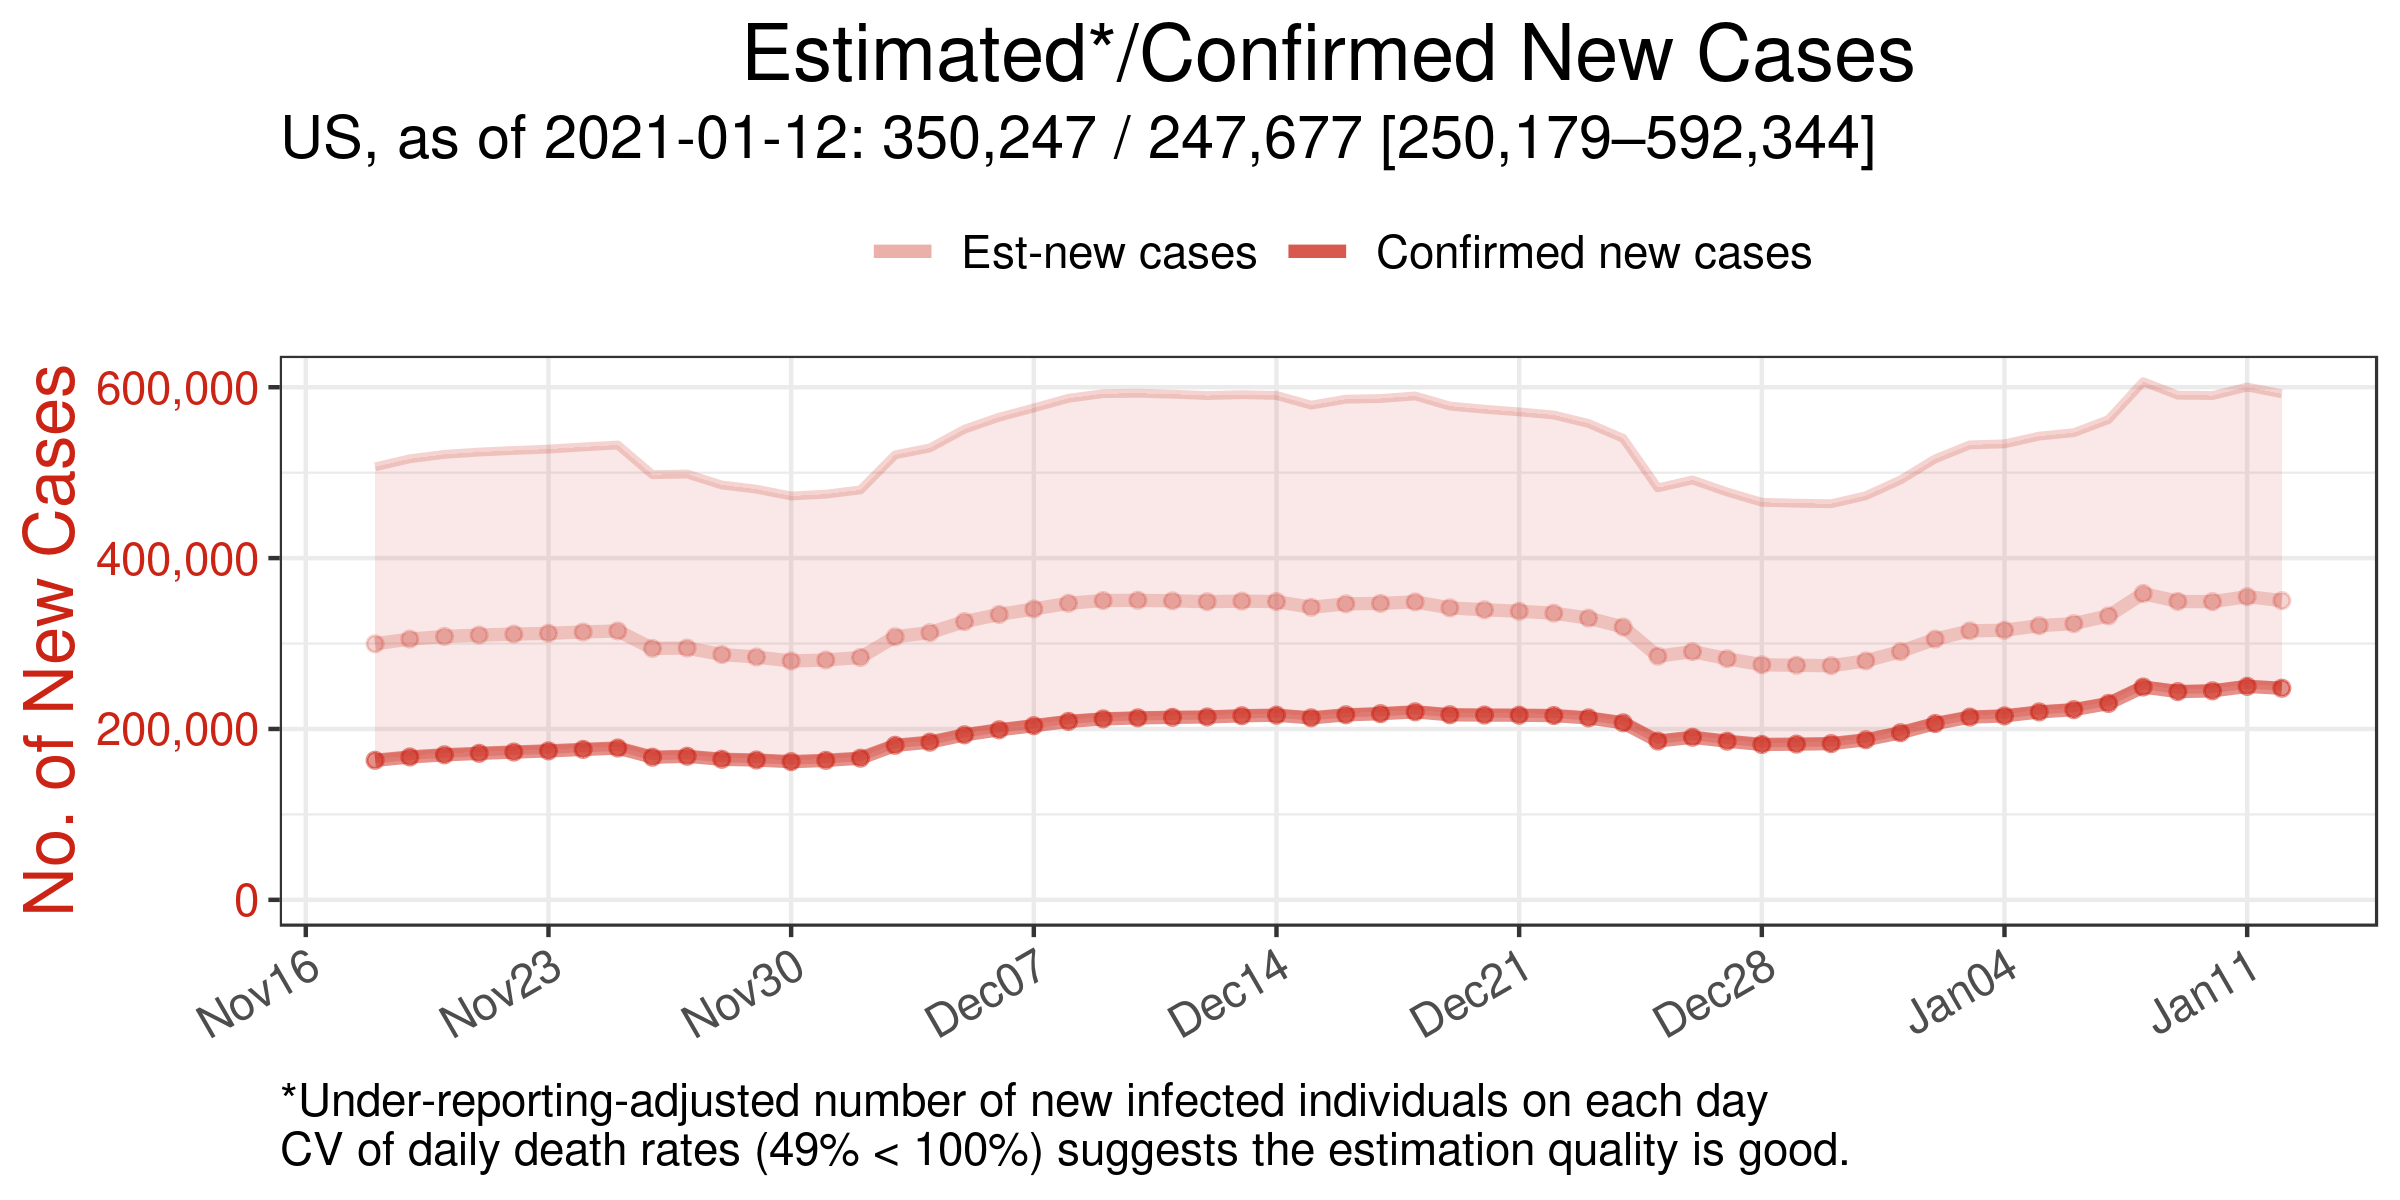 Estimated*/Confirmed New Cases
US, as of 2021-01-12: 350,247 / 247,677 [250,179–592,344]
Est-new cases Confirmed new cases
No. of New Cases
600,000
400,000
200,000
0
Nov16 Nov23 Nov30 Dec07 Dec14 Dec21 Dec28 Jan04 Jan11
*Under-reporting-adjusted number of new infected individuals on each day
CV of daily death rates (49% < 100%) suggests the estimation quality is good.